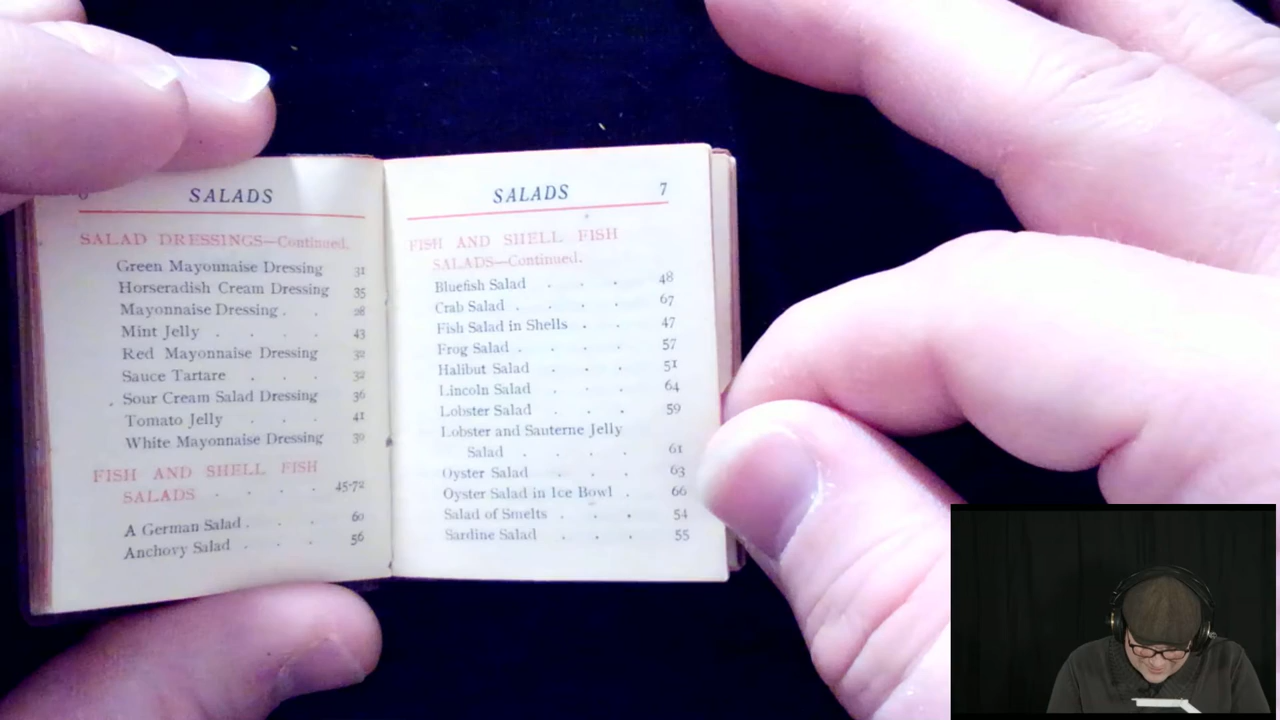 SALADS
SALAD DRESSINGS—Continued.
Green Mayonnaise Dressing 31
Horseradish Cream Dressing 35
Mayonnaise Dressing . . 28
Mint Jelly . . . . 43
Red Mayonnaise Dressing 32
Sauce Tartare . . . 32
Sour Cream Salad Dressing 36
Tomato Jelly . . . 41
White Mayonnaise Dressing 30
FISH AND SHELL FISH
SALADS . . . . 45-72
A German Salad . . . 60
Anchovy Salad . . . 56
SALADS 7
FISH AND SHELL FISH
SALADS—Continued.
Bluefish Salad . . . 48
Crab Salad . . . . 67
Fish Salad in Shells . . 47
Frog Salad . . . . 57
Halibut Salad . . . 51
Lincoln Salad . . . 64
Lobster Salad . . . 59
Lobster and Sauterne Jelly
Salad . . . . 61
Oyster Salad . . . 63
Oyster Salad in Ice Bowl . 66
Salad of Smelts . . . 54
Sardine Salad . . . 55